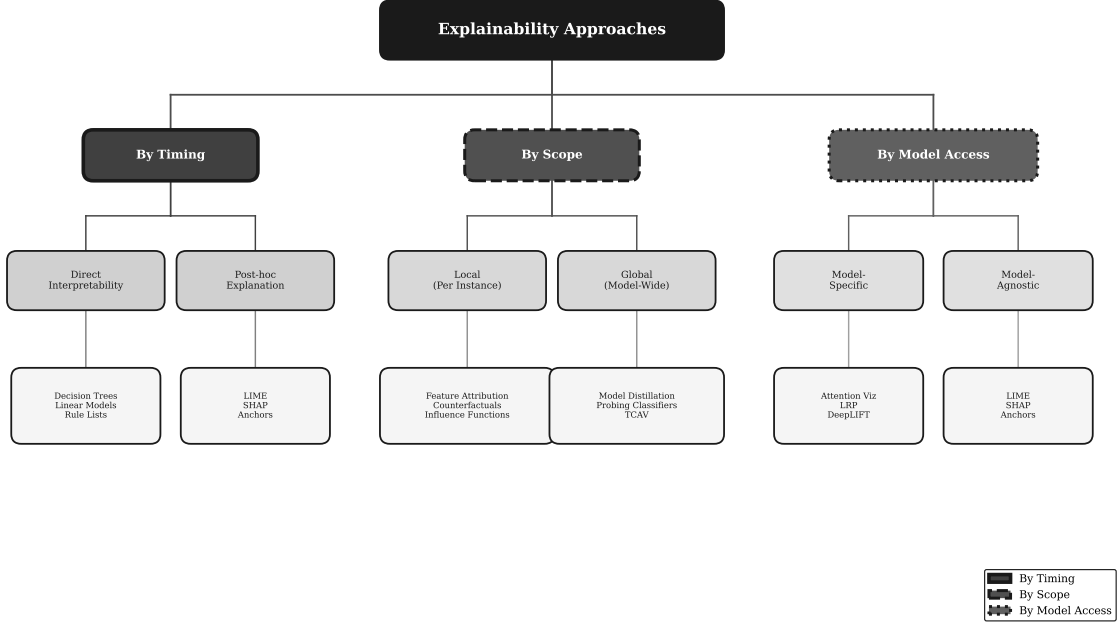 Explainability Approaches
By Timing
By Scope
By Model Access
Direct
Interpretability
Post-hoc
Explanation
Local
(Per Instance)
Global
(Model-Wide)
Model-
Specific
Model-
Agnostic
Decision Trees
Linear Models
Rule Lists
LIME
SHAP
Anchors
Feature Attribution
Counterfactuals
Influence Functions
Model Distillation
Probing Classifiers
TCAV
Attention Viz
LRP
DeepLIFT
LIME
SHAP
Anchors
By Timing
By Scope
By Model Access